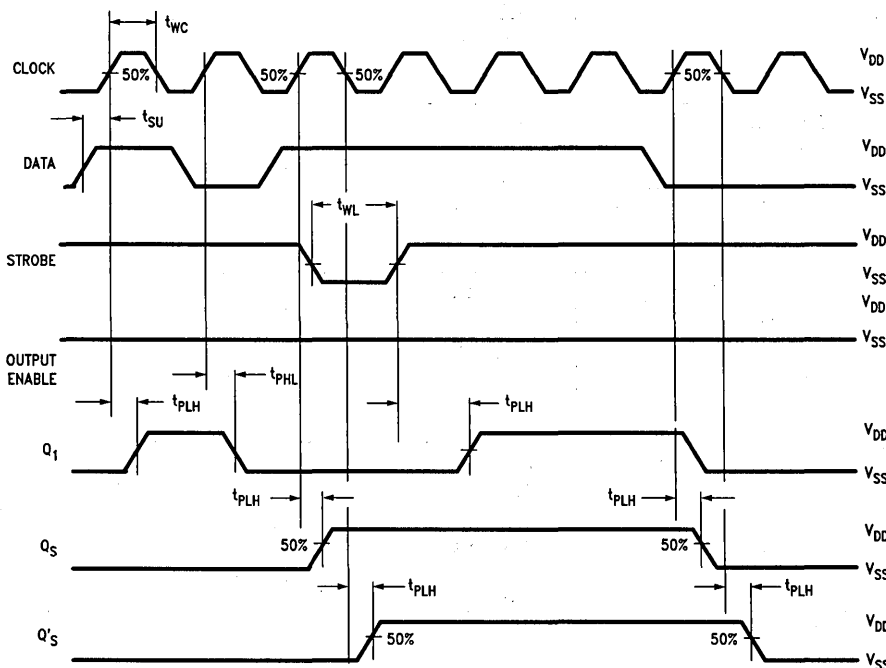 tWC
CLOCK 50% 50% 50% 50% VDD
VSS
tSU
DATA VDD
VSS
tWL
STROBE VDD
VSS
VDD
OUTPUT ENABLE VSS
tPHL
tPLH tPLH
Q1 VDD
VSS
tPLH tPLH
QS 50% 50% VDD
VSS
tPLH tPLH
Q'S 50% 50% VDD
VSS